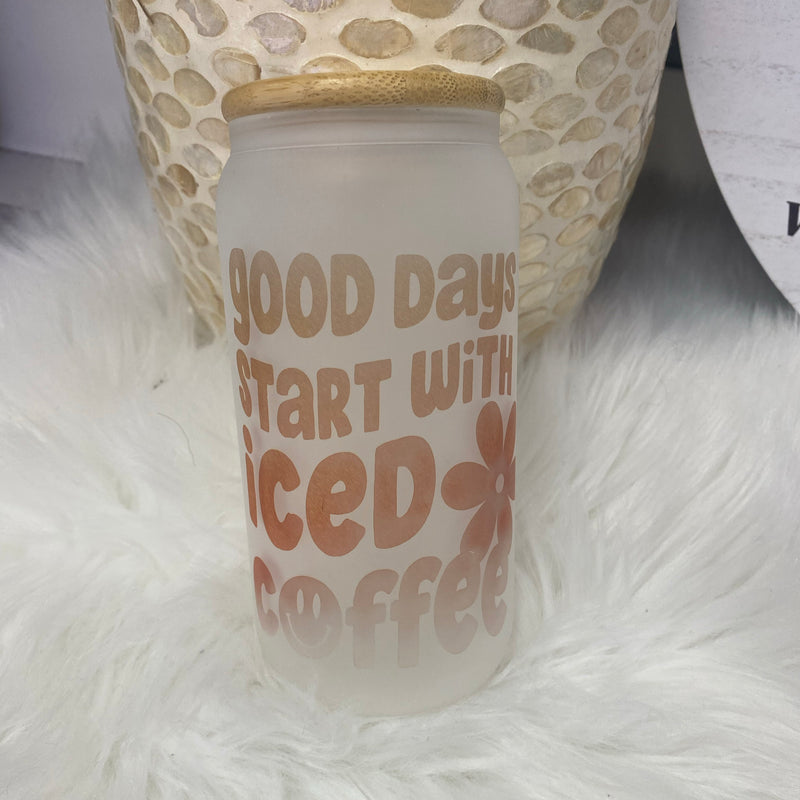 gOOD Days
START WiTH
iceD
coffee